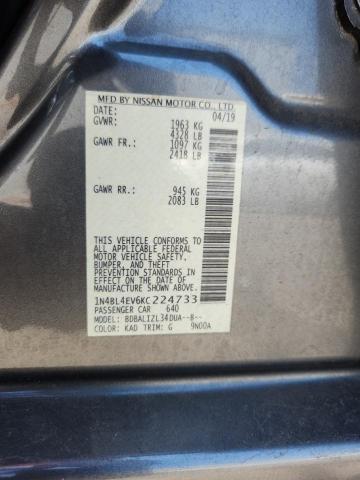 MFD BY NISSAN MOTOR CO., LTD.
DATE: 04/19
GVWR: 1963 KG
4328 LB
GAWR FR.: 1097 KG
2418 LB
GAWR RR.: 945 KG
2083 LB
THIS VEHICLE CONFORMS TO
ALL APPLICABLE FEDERAL
MOTOR VEHICLE SAFETY,
BUMPER, AND THEFT
PREVENTION STANDARDS
IN EFFECT ON THE DATE OF
MANUFACTURE SHOWN ABOVE.
1N4BL4EV6KC224733
PASSENGER CAR 640
MODEL: BDBALIZL34DUA--B--
COLOR: KAD TRIM: G 9N00A